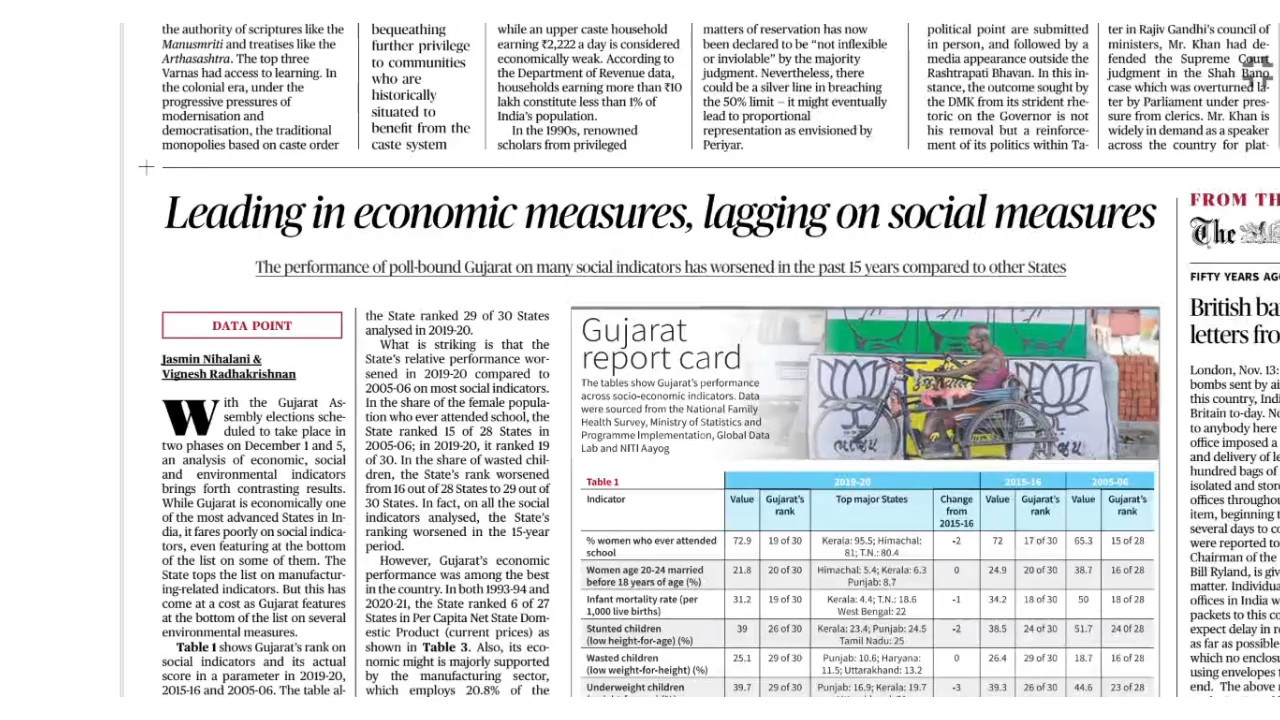 the authority of scriptures like the
Manusmriti and treatises like the
Arthasashtra. The top three
Varnas had access to learning. In
the colonial era, under the
progressive pressures of
modernisation and
democratisation, the traditional
monopolies based on caste order
bequeathing
further privilege
to communities
who are
historically
situated to
benefit from the
caste system
while an upper caste household
earning ₹2,222 a day is considered
economically weak. According to
the Department of Revenue data,
households earning more than ₹10
lakh constitute less than 1% of
India's population.
In the 1990s, renowned
scholars from privileged
matters of reservation has now
been declared to be “not inflexible
or inviolable” by the majority
judgment. Nevertheless, there
could be a silver line in breaching
the 50% limit – it might eventually
lead to proportional
representation as envisioned by
Periyar.
political point are submitted
in person, and followed by a
media appearance outside the
Rashtrapati Bhavan. In this in-
stance, the outcome sought by
the DMK from its strident rhe-
toric on the Governor is not
his removal but a reinforce-
ment of its politics within Ta-
ter in Rajiv Gandhi's council of
ministers, Mr. Khan had de-
fended the Supreme Court
judgment in the Shah Bano
case which was overturned la-
ter by Parliament under pres-
sure from clerics. Mr. Khan is
widely in demand as a speaker
across the country for plat-
Leading in economic measures, lagging on social measures
The performance of poll-bound Gujarat on many social indicators has worsened in the past 15 years compared to other States
DATA POINT
Jasmin Nihalani &
Vignesh Radhakrishnan
With the Gujarat As-
sembly elections sche-
duled to take place in
two phases on December 1 and 5,
an analysis of economic, social
and environmental indicators
brings forth contrasting results.
While Gujarat is economically one
of the most advanced States in In-
dia, it fares poorly on social indica-
tors, even featuring at the bottom
of the list on some of them. The
State tops the list on manufactur-
ing-related indicators. But this has
come at a cost as Gujarat features
at the bottom of the list on several
environmental measures.
Table 1 shows Gujarat's rank on
social indicators and its actual
score in a parameter in 2019-20,
2015-16 and 2005-06. The table al-
the State ranked 29 of 30 States
analysed in 2019-20.
What is striking is that the
State's relative performance wor-
sened in 2019-20 compared to
2005-06 on most social indicators.
In the share of the female popula-
tion who ever attended school, the
State ranked 15 of 28 States in
2005-06; in 2019-20, it ranked 19
of 30. In the share of wasted chil-
dren, the State's rank worsened
from 16 out of 28 States to 29 out of
30 States. In fact, on all the social
indicators analysed, the State's
ranking worsened in the 15-year
period.
However, Gujarat's economic
performance was among the best
in the country. In both 1993-94 and
2020-21, the State ranked 6 of 27
States in Per Capita Net State Dom-
estic Product (current prices) as
shown in Table 3. Also, its eco-
nomic might is majorly supported
by the manufacturing sector,
which employs 20.8% of the
Gujarat
report card
The tables show Gujarat's performance
across socio-economic indicators. Data
were sourced from the National Family
Health Survey, Ministry of Statistics and
Programme Implementation, Global Data
Lab and NITI Aayog
Table 1 2019-20 2015-16 2005-06
Indicator Value Gujarat's rank Top major States Change from 2015-16 Value Gujarat's rank Value Gujarat's rank
% women who ever attended school 72.9 19 of 30 Kerala: 95.5; Himachal: 81; T.N.: 80.4 -2 72 17 of 30 65.3 15 of 28
Women age 20-24 married before 18 years of age (%) 21.8 20 of 30 Himachal: 5.4; Kerala: 6.3 Punjab: 8.7 0 24.9 20 of 30 38.7 16 of 28
Infant mortality rate (per 1,000 live births) 31.2 19 of 30 Kerala: 4.4; T.N.: 18.6 West Bengal: 22 -1 34.2 18 of 30 50 18 of 28
Stunted children (low height-for-age) (%) 39 26 of 30 Kerala; 23.4; Punjab: 24.5 Tamil Nadu: 25 -2 38.5 24 of 30 51.7 24 0f 28
Wasted children (low weight-for-height) (%) 25.1 29 of 30 Punjab: 10.6; Haryana: 11.5; Uttarakhand: 13.2 0 26.4 29 of 30 18.7 16 of 28
Underweight children 39.7 29 of 30 Punjab: 16.9; Kerala: 19.7 -3 39.3 26 of 30 44.6 23 of 28
FROM TH
The
FIFTY YEARS AG
British ba
letters fro
London, Nov. 13:
bombs sent by ai
this country, Indi
Britain to-day. No
to anybody here
office imposed a
and delivery of le
hundred bags of
isolated and store
offices throughou
item, beginning t
several days to co
were reported to
Chairman of the
Bill Ryland, is giv
matter. Individua
offices in India w
packets to this co
expect delay in r
as far as possible
which no enclosu
using envelopes f
end. The above r